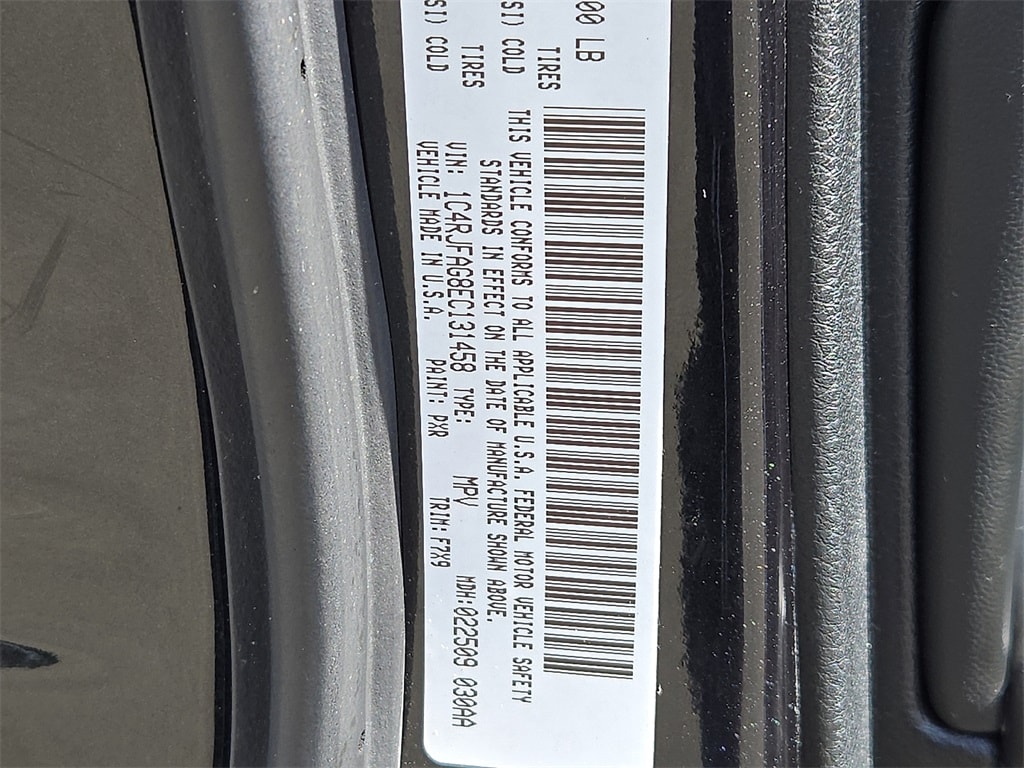 00 LB
TIRES
SI) COLD
TIRES
SI) COLD
THIS VEHICLE CONFORMS TO ALL APPLICABLE U.S.A. FEDERAL MOTOR VEHICLE SAFETY
STANDARDS IN EFFECT ON THE DATE OF MANUFACTURE SHOWN ABOVE.
VIN: 1C4RJFAG8EC131458 TYPE: MPV MDH:022509 030AA
VEHICLE MADE IN U.S.A. PAINT: PXR TRIM:F7X9